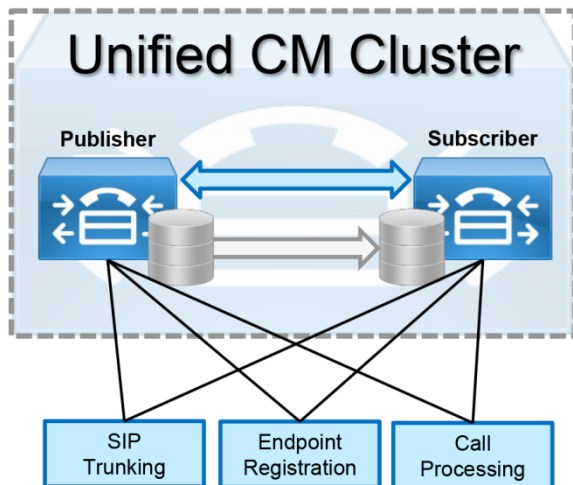 Unified CM Cluster
Publisher
Subscriber
SIP
Trunking
Endpoint
Registration
Call
Processing